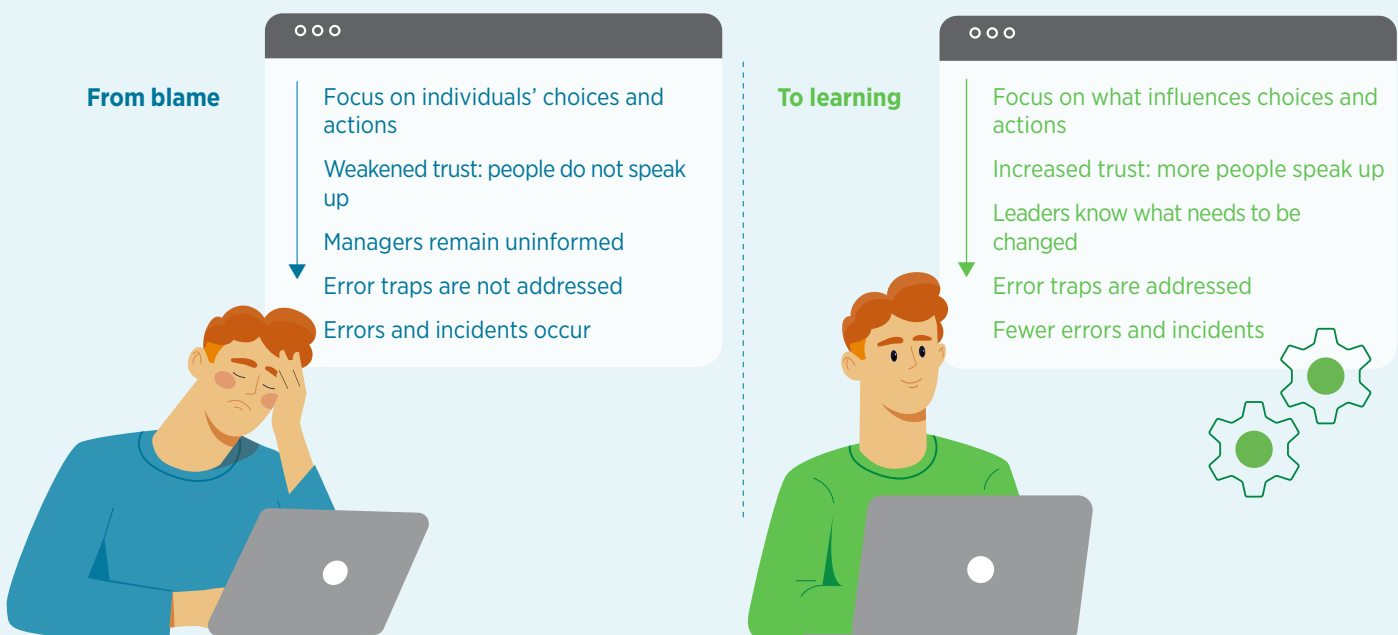 From blame
Focus on individuals’ choices and
actions
Weakened trust: people do not speak
up
Managers remain uninformed
Error traps are not addressed
Errors and incidents occur
To learning
Focus on what influences choices and
actions
Increased trust: more people speak up
Leaders know what needs to be
changed
Error traps are addressed
Fewer errors and incidents